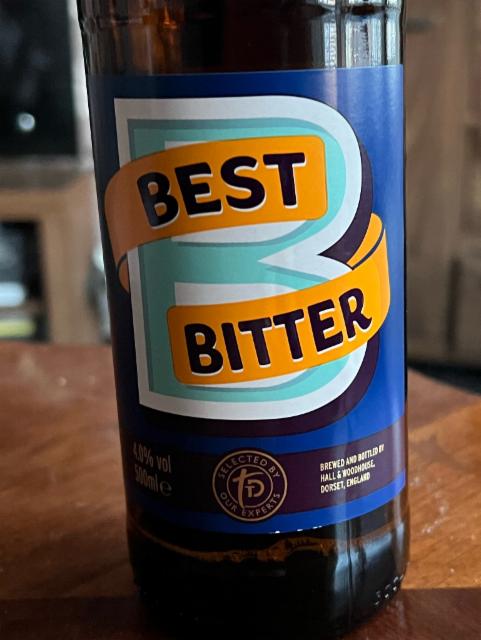 B
BEST
BITTER
4.0% vol
500ml ℮
SELECTED BY
TD
OUR EXPERTS
BREWED AND BOTTLED BY
HALL & WOODHOUSE,
DORSET, ENGLAND